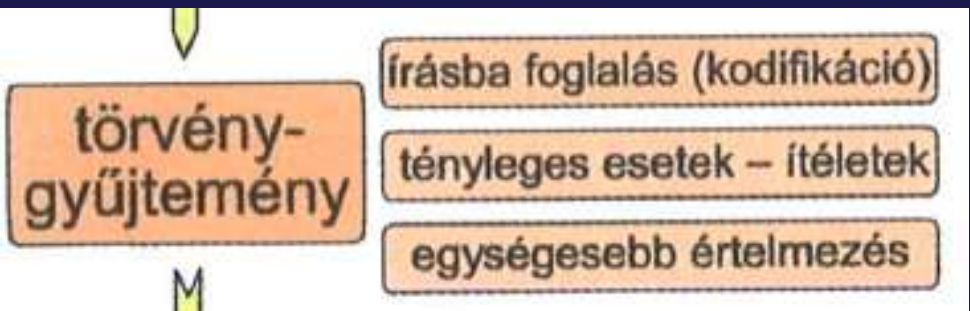 törvény-
gyűjtemény
írásba foglalás (kodifikáció)
tényleges esetek – ítéletek
egységesebb értelmezés